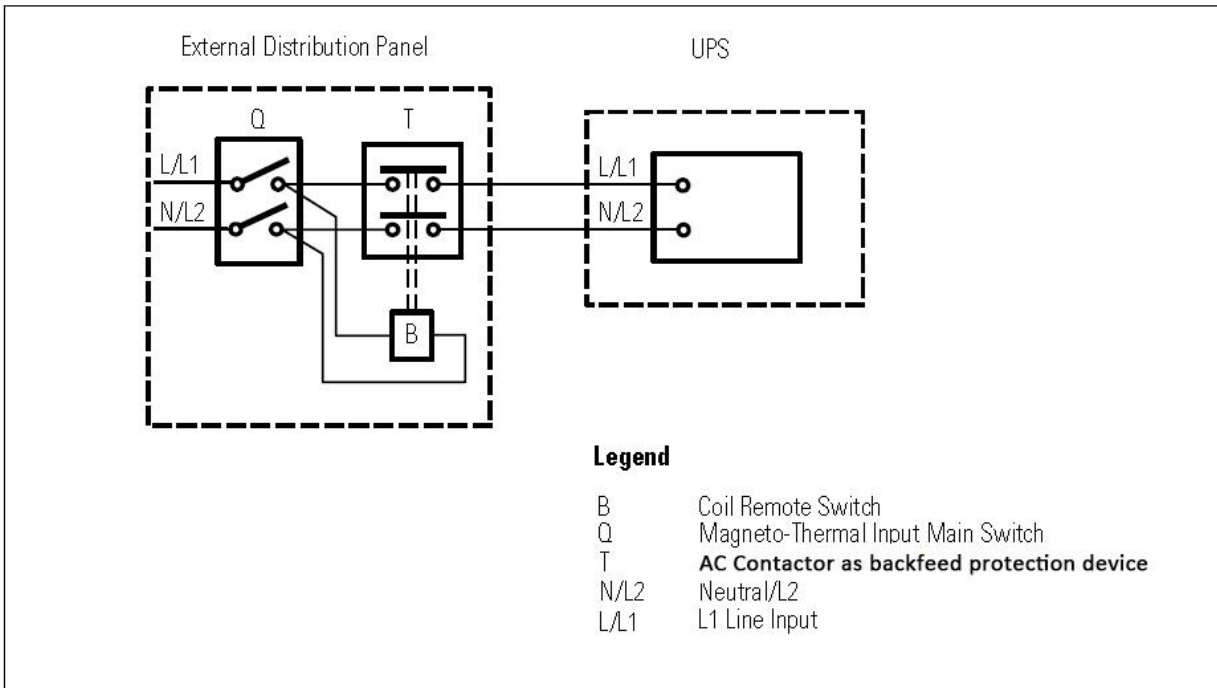 External Distribution Panel
UPS
Q
T
L/L1
N/L2
L/L1
N/L2
B
Legend
B Coil Remote Switch
Q Magneto-Thermal Input Main Switch
T AC Contactor as backfeed protection device
N/L2 Neutral/L2
L/L1 L1 Line Input